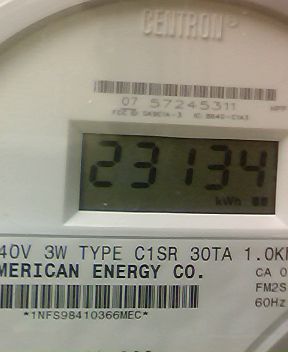 CENTRON®
07 57245311
23134
kWh
40V 3W TYPE C1SR 30TA 1.0K
MERICAN ENERGY CO.
CA 0
FM2S
60Hz
*1NFS98410366MEC*